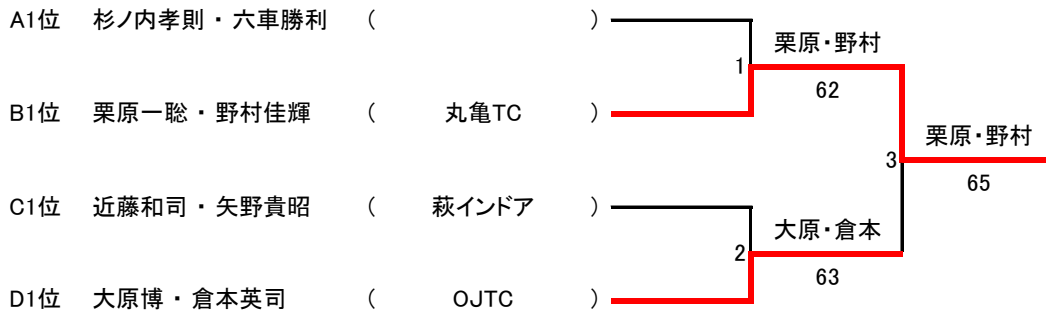 A1位 杉ノ内孝則 ・ 六車勝利 ( )
栗原・野村
1
62
B1位 栗原一聡 ・ 野村佳輝 ( 丸亀TC )
栗原・野村
3
65
C1位 近藤和司 ・ 矢野貴昭 ( 萩インドア )
大原・倉本
2
63
D1位 大原博 ・ 倉本英司 ( OJTC )